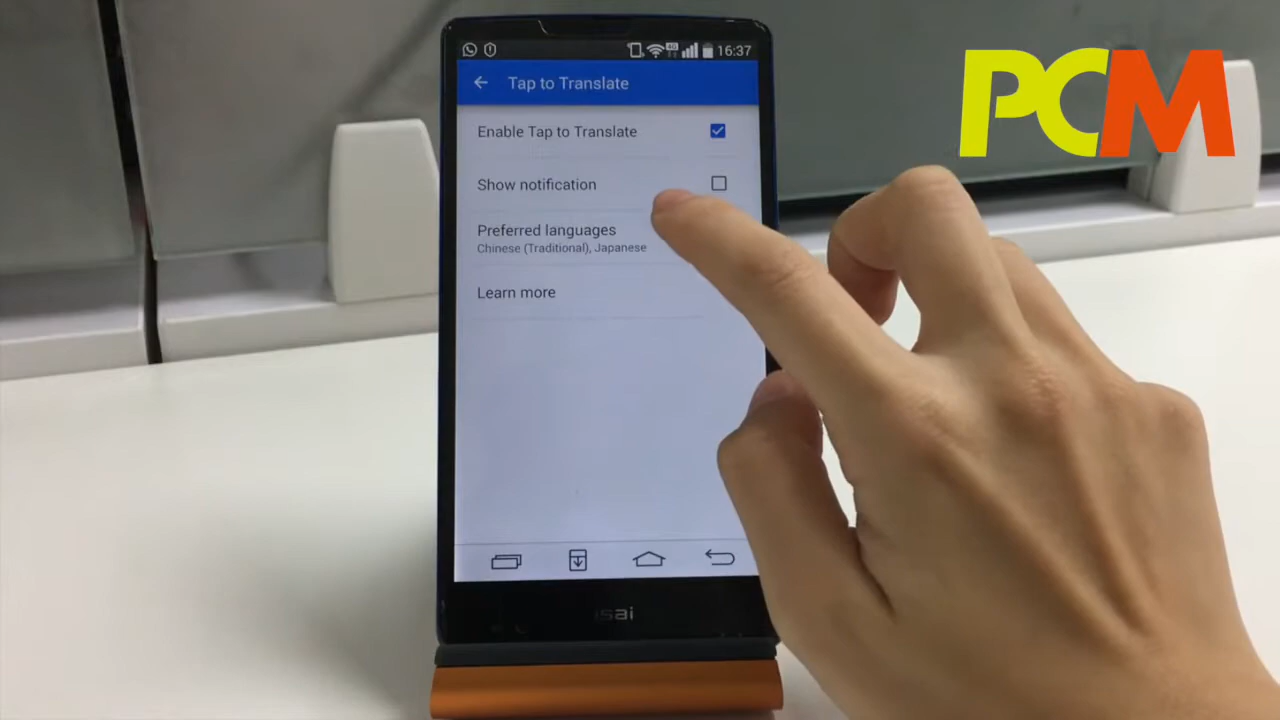 16:37
PCM
Tap to Translate
Enable Tap to Translate
Show notification
Preferred languages
Chinese (Traditional), Japanese
Learn more
isai